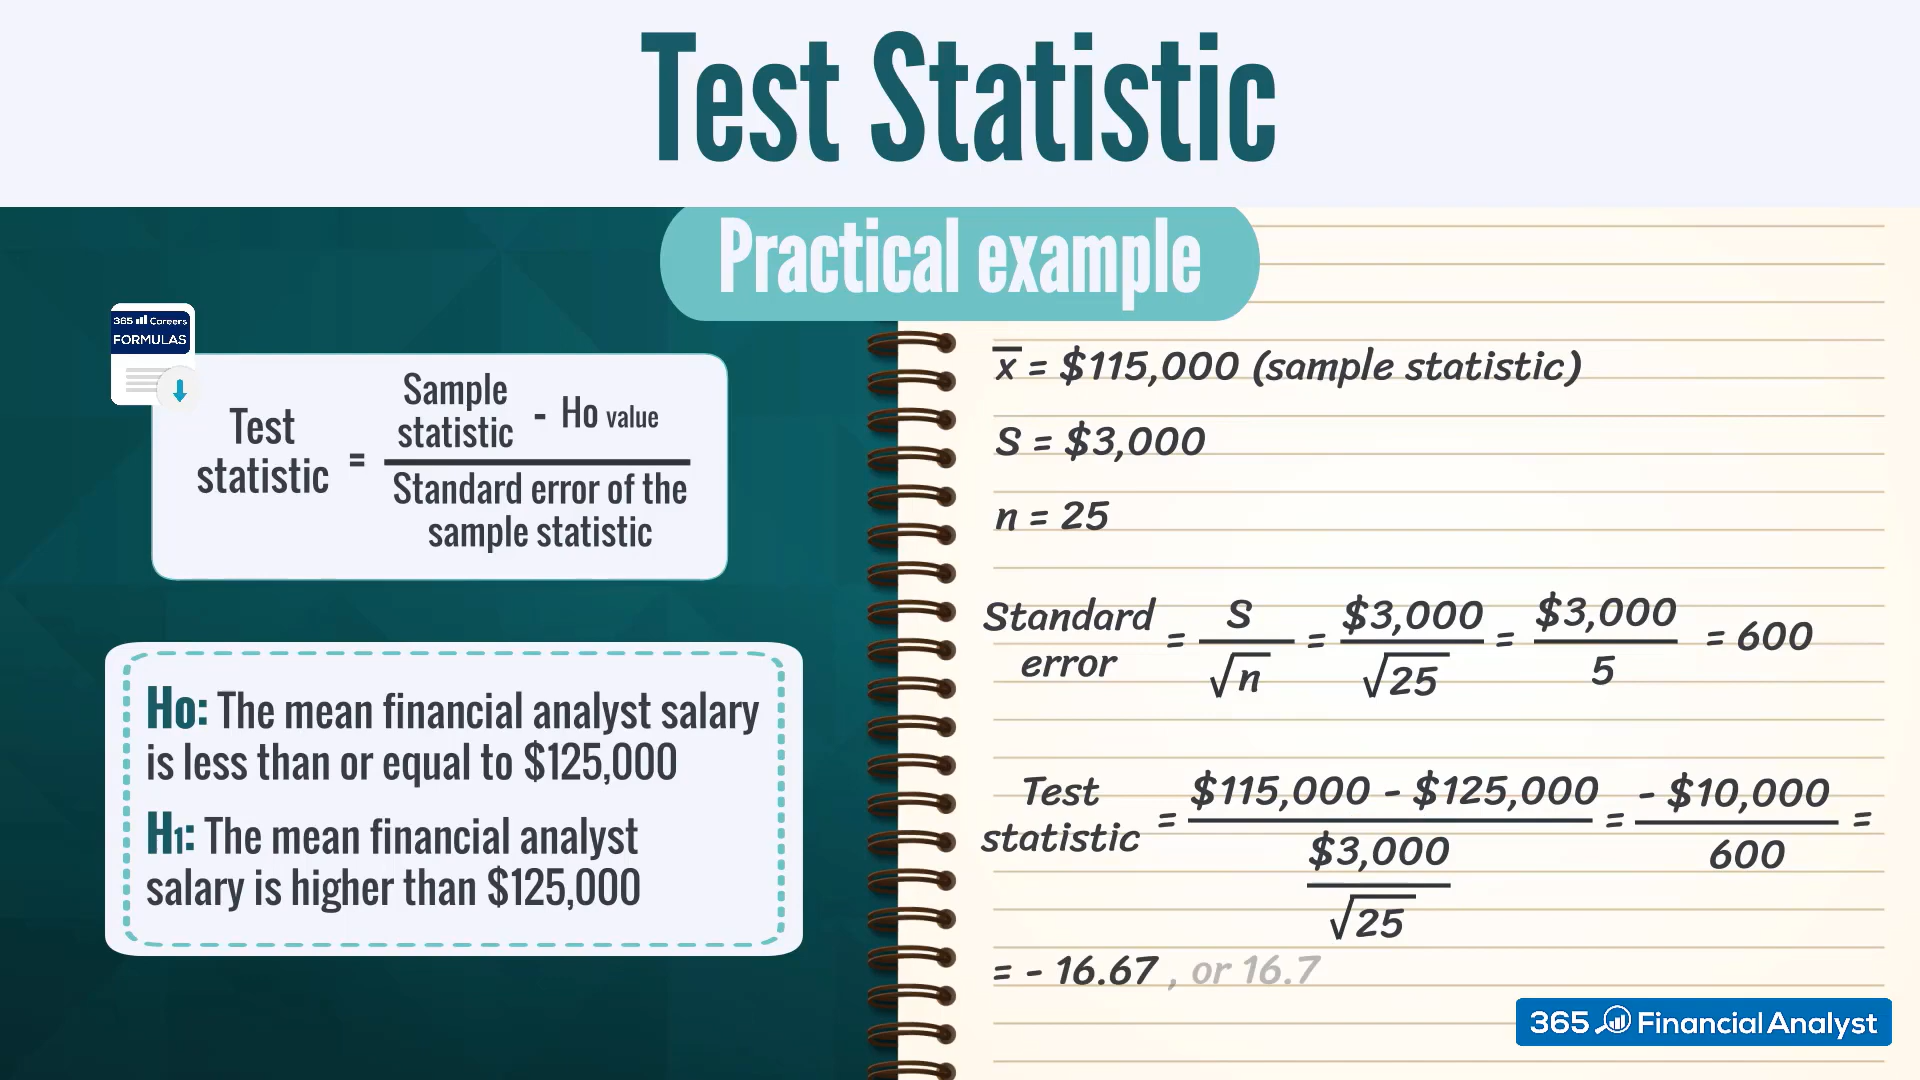 Test Statistic
Practical example
365 Careers
FORMULAS
Test statistic = Sample statistic - Ho value / Standard error of the sample statistic
Ho: The mean financial analyst salary
is less than or equal to $125,000
H1: The mean financial analyst
salary is higher than $125,000
x̅ = $115,000 (sample statistic)
S = $3,000
n = 25
Standard error = S / √n = $3,000 / √25 = $3,000 / 5 = 600
Test statistic = $115,000 - $125,000 / $3,000 / √25 = - $10,000 / 600 =
= - 16.67 , or 16.7
365 Financial Analyst